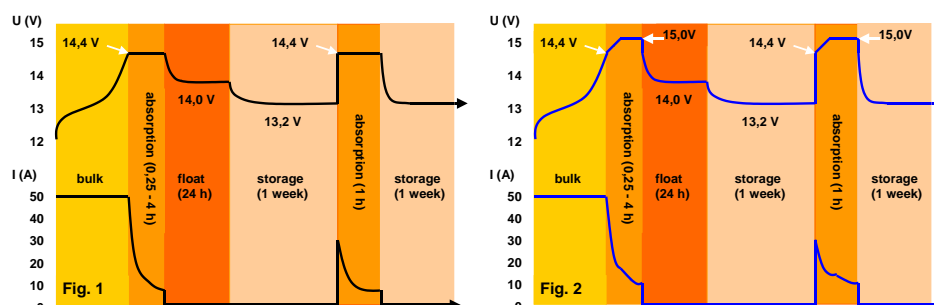 U (V)
15
14
13
12
I (A)
50
40
30
20
10
0
14,4 V
14,0 V
13,2 V
14,4 V
bulk
absorption (0,25 - 4 h)
float
(24 h)
storage
(1 week)
absorption (1 h)
storage
(1 week)
Fig. 1
U (V)
15
14
13
12
I (A)
50
40
30
20
10
0
14,4 V
15,0V
14,0 V
13,2 V
14,4 V
15,0V
bulk
absorption (0,25 - 4 h)
float
(24 h)
storage
(1 week)
absorption (1 h)
storage
(1 week)
Fig. 2